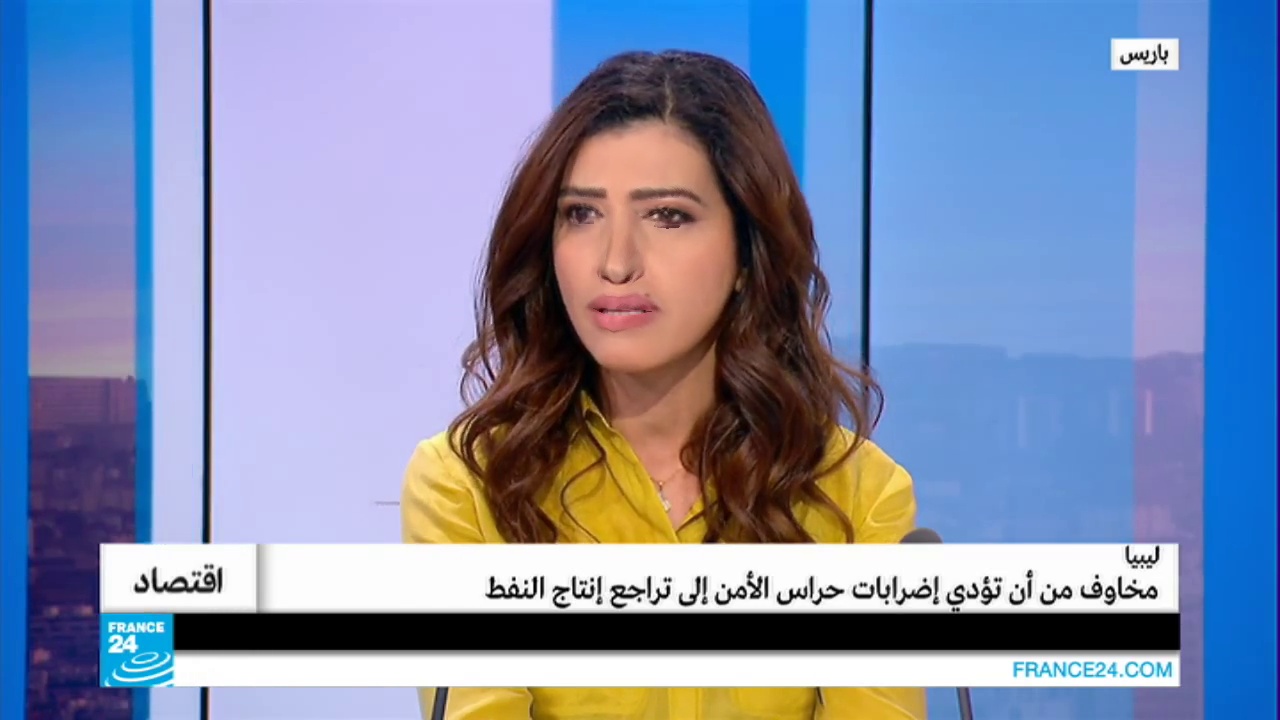 باريس
ليبيا
اقتصاد
مخاوف من أن تؤدي إضرابات حراس الأمن إلى تراجع إنتاج النفط
FRANCE
24
FRANCE24.COM